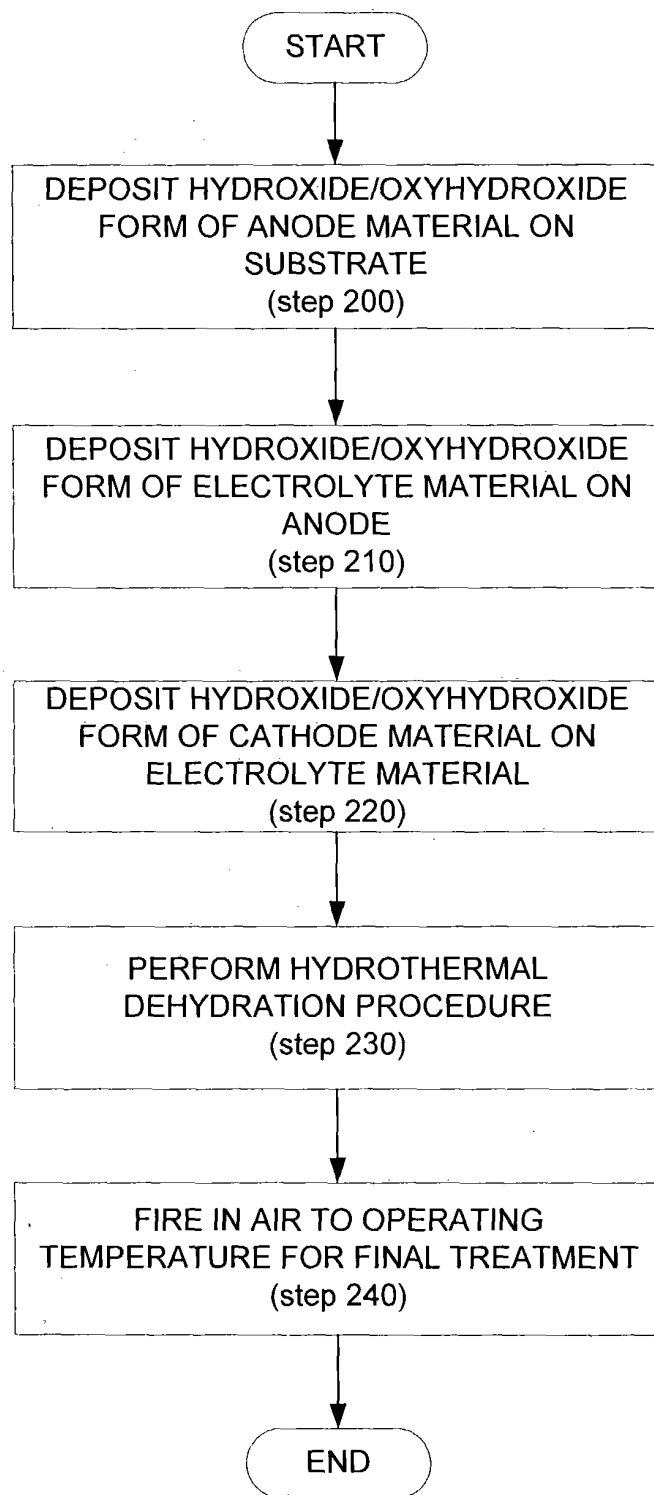 START
DEPOSIT HYDROXIDE/OXYHYDROXIDE
FORM OF ANODE MATERIAL ON
SUBSTRATE
(step 200)
DEPOSIT HYDROXIDE/OXYHYDROXIDE
FORM OF ELECTROLYTE MATERIAL ON
ANODE
(step 210)
DEPOSIT HYDROXIDE/OXYHYDROXIDE
FORM OF CATHODE MATERIAL ON
ELECTROLYTE MATERIAL
(step 220)
PERFORM HYDROTHERMAL
DEHYDRATION PROCEDURE
(step 230)
FIRE IN AIR TO OPERATING
TEMPERATURE FOR FINAL TREATMENT
(step 240)
END